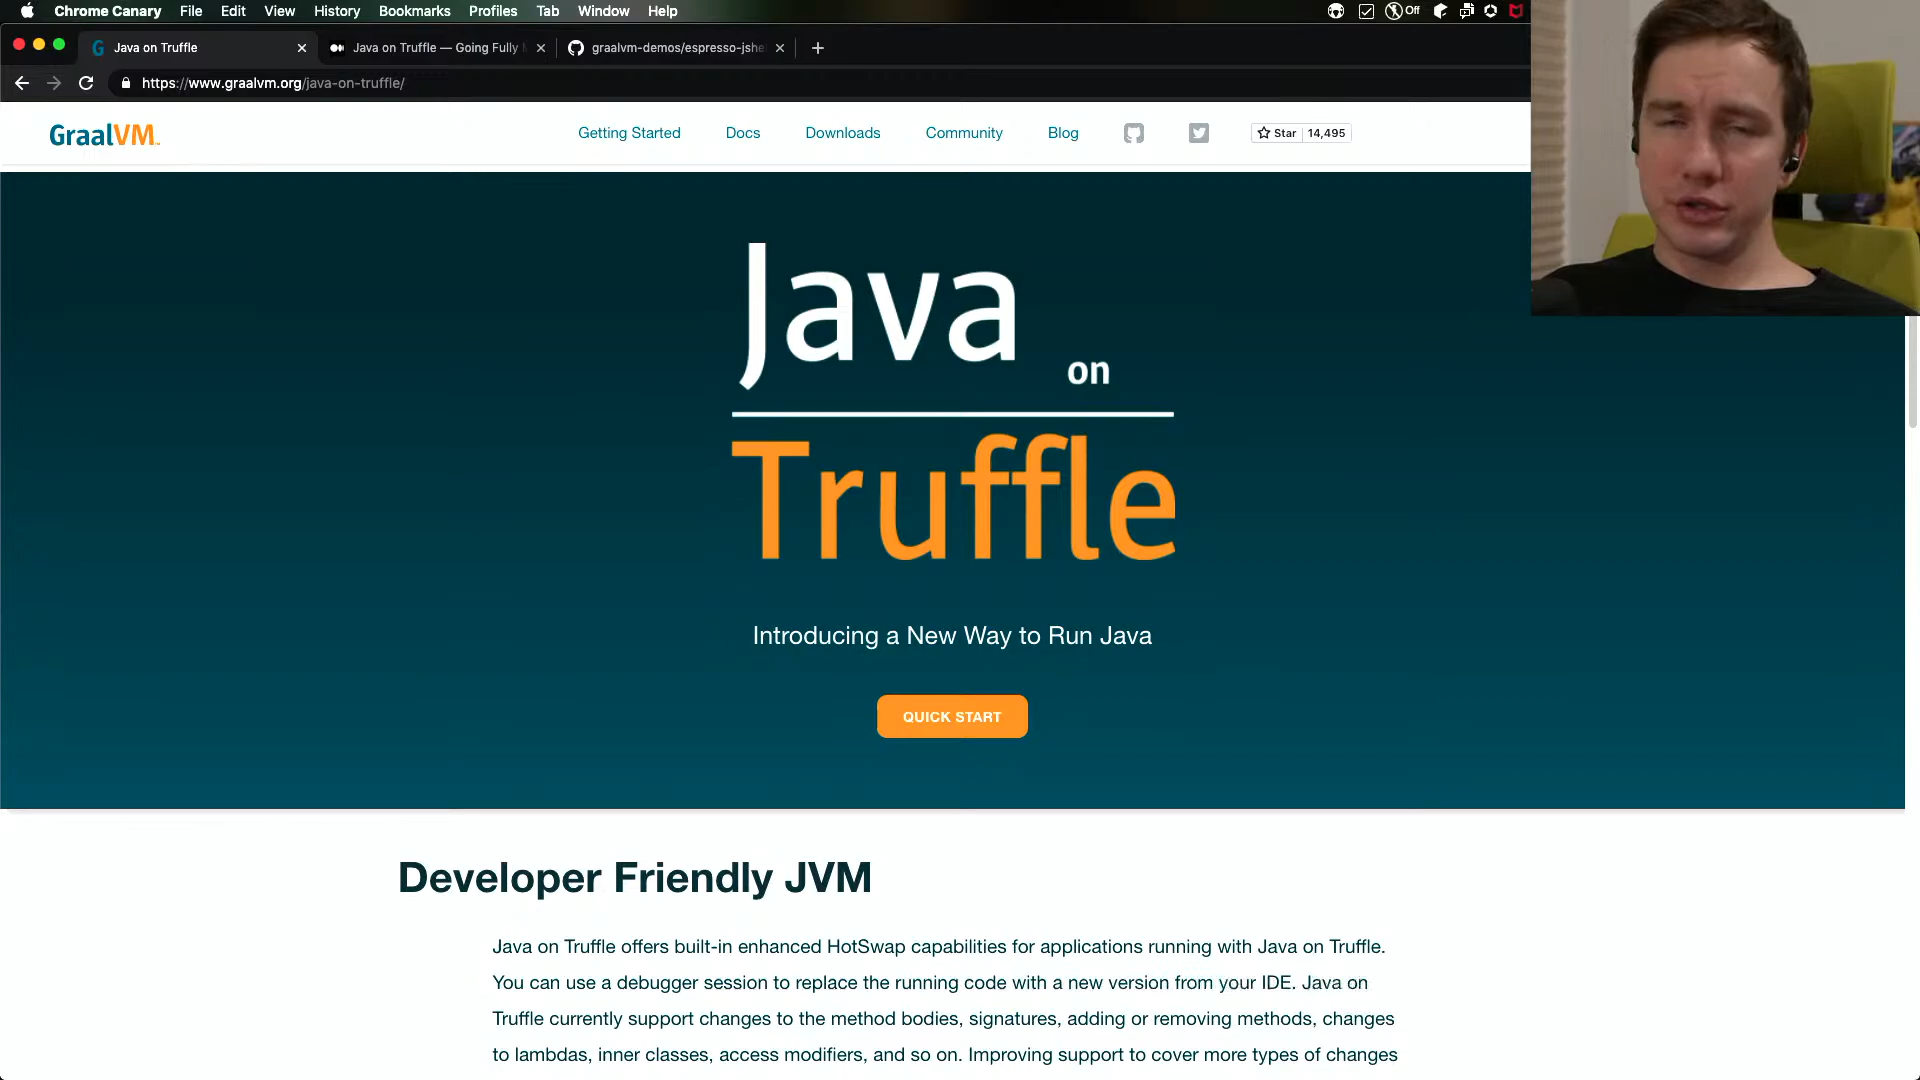 Chrome Canary File Edit View History Bookmarks Profiles Tab Window Help Off
G Java on Truffle Java on Truffle — Going Fully graalvm-demos/espresso-jshe
https://www.graalvm.org/java-on-truffle/
GraalVM Getting Started Docs Downloads Community Blog Star 14,495
Java on
Truffle
Introducing a New Way to Run Java
QUICK START
Developer Friendly JVM
Java on Truffle offers built-in enhanced HotSwap capabilities for applications running with Java on Truffle.
You can use a debugger session to replace the running code with a new version from your IDE. Java on
Truffle currently support changes to the method bodies, signatures, adding or removing methods, changes
to lambdas, inner classes, access modifiers, and so on. Improving support to cover more types of changes